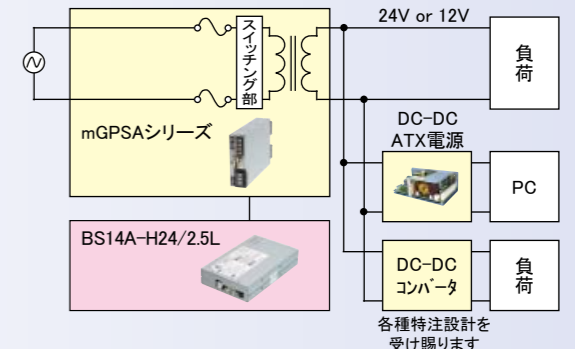 24V or 12V
スイッチング部
負荷
mGPSAシリーズ
DC-DC
ATX電源
PC
BS14A-H24/2.5L
DC-DC
コンバータ
負荷
各種特注設計を
受け賜ります